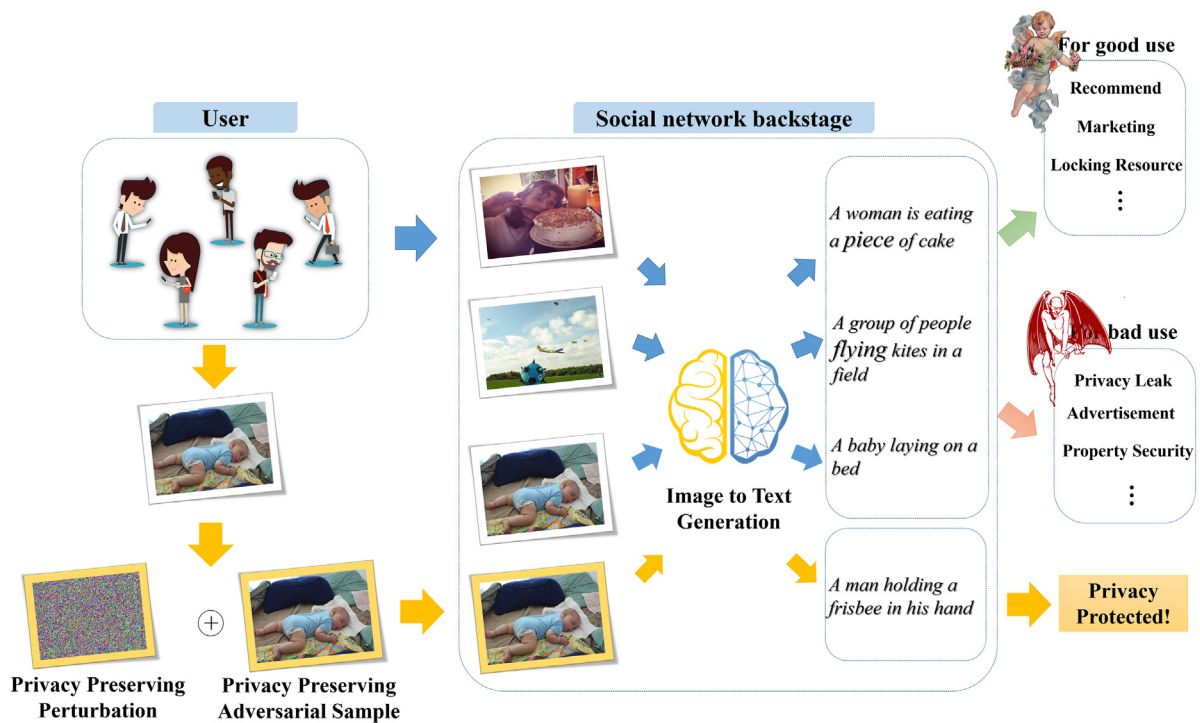 User
Social network backstage
For good use
Recommend
Marketing
Locking Resource
A woman is eating
a piece of cake
A group of people
flying kites in a
field
A baby laying on a
bed
Image to Text
Generation
For bad use
Privacy Leak
Advertisement
Property Security
A man holding a
frisbee in his hand
Privacy
Protected!
Privacy Preserving
Perturbation
Privacy Preserving
Adversarial Sample